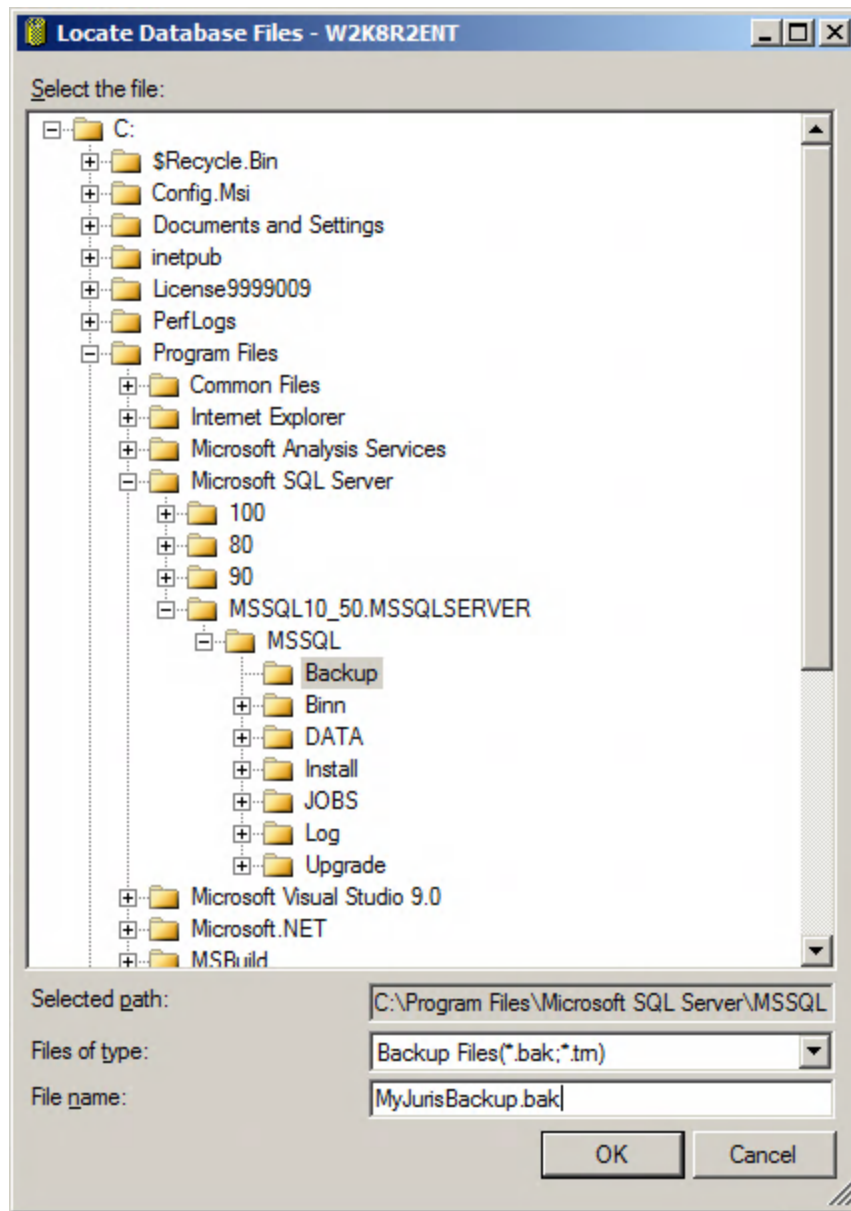 Locate Database Files - W2K8R2ENT
Select the file:
C:
$Recycle.Bin
Config.Msi
Documents and Settings
inetpub
License9999009
PerfLogs
Program Files
Common Files
Internet Explorer
Microsoft Analysis Services
Microsoft SQL Server
100
80
90
MSSQL10_50.MSSQLSERVER
MSSQL
Backup
Binn
DATA
Install
JOBS
Log
Upgrade
Microsoft Visual Studio 9.0
Microsoft.NET
MSBuild
Selected path: C:\Program Files\Microsoft SQL Server\MSSQL
Files of type: Backup Files(*.bak;*.trn)
File name: MyJurisBackup.bak
OK Cancel